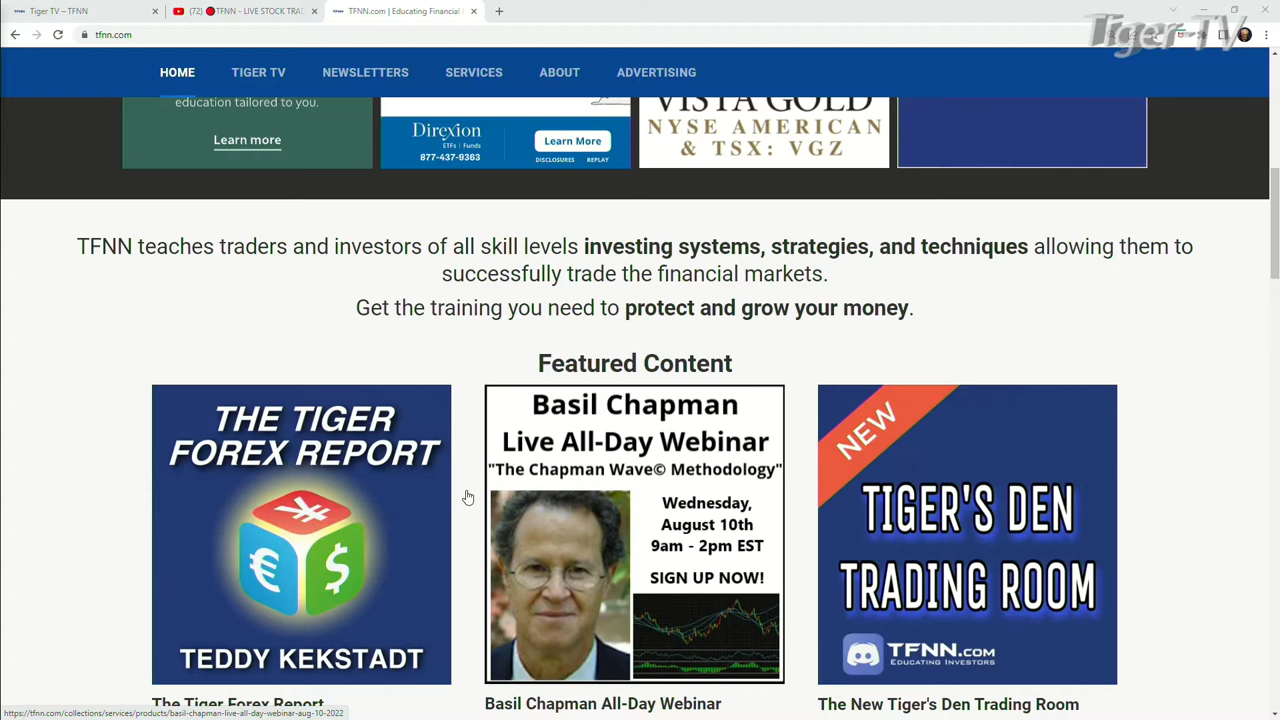 Tiger TV – TFNN
(72) 🔴TFNN - LIVE STOCK TRA
TFNN.com | Educating Financial
Tiger-TV
tfnn.com
HOME
TIGER TV
NEWSLETTERS
SERVICES
ABOUT
ADVERTISING
education tailored to you.
Learn more
Direxion
ETFs | Funds
877-437-9363
Learn More
DISCLOSURES
REPLAY
VISTA GOLD
NYSE AMERICAN
& TSX: VGZ
TFNN teaches traders and investors of all skill levels investing systems, strategies, and techniques allowing them to
successfully trade the financial markets.
Get the training you need to protect and grow your money.
Featured Content
THE TIGER
FOREX REPORT
¥
€
$
TEDDY KEKSTADT
The Tiger Forex Report
Basil Chapman
Live All-Day Webinar
"The Chapman Wave© Methodology"
Wednesday,
August 10th
9am - 2pm EST
SIGN UP NOW!
Basil Chapman All-Day Webinar
NEW
TIGER'S DEN
TRADING ROOM
TFNN.com
EDUCATING INVESTORS
The New Tiger's Den Trading Room
https://tfnn.com/collections/services/products/basil-chapman-live-all-day-webinar-aug-10-2022